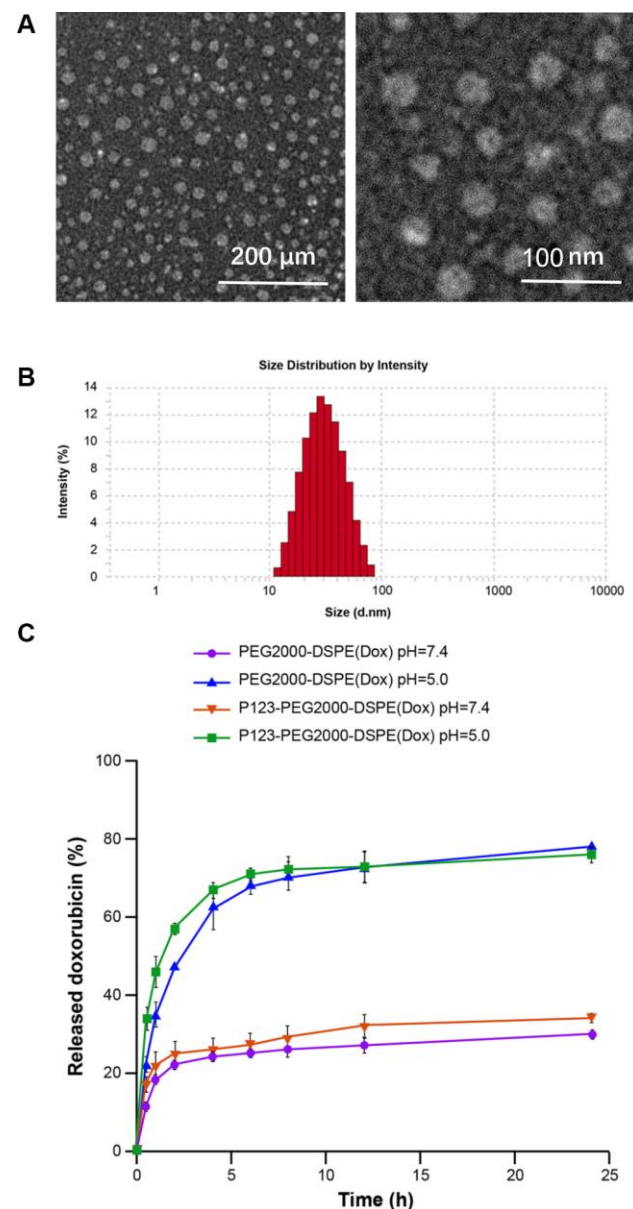 A
200 μm
100 nm
B
Size Distribution by Intensity
14
12
10
8
6
4
2
0
Intensity (%)
1
10
100
1000
10000
Size (d.nm)
C
PEG2000-DSPE(Dox) pH=7.4
PEG2000-DSPE(Dox) pH=5.0
P123-PEG2000-DSPE(Dox) pH=7.4
P123-PEG2000-DSPE(Dox) pH=5.0
100
80
60
40
20
0
Released doxorubicin (%)
0
5
10
15
20
25
Time (h)